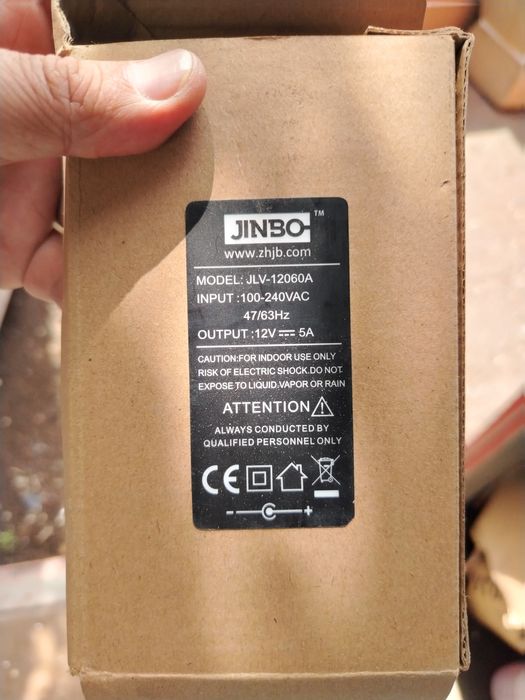 JINBO™
www.zhjb.com
MODEL: JLV-12060A
INPUT :100-240VAC
47/63Hz
OUTPUT :12V ⎓ 5A
CAUTION:FOR INDOOR USE ONLY
RISK OF ELECTRIC SHOCK.DO NOT
EXPOSE TO LIQUID.VAPOR OR RAIN
ATTENTION
ALWAYS CONDUCTED BY
QUALIFIED PERSONNEL ONLY
CE
- +